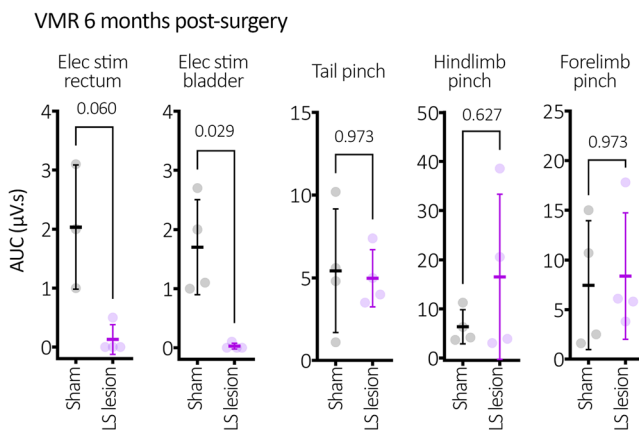 VMR 6 months post-surgery
Elec stim
rectum
Elec stim
bladder
Tail pinch
Hindlimb
pinch
Forelimb
pinch
AUC (μV.s)
4
3
2
1
0
0.060
Sham
LS lesion
4
3
2
1
0
0.029
Sham
LS lesion
15
10
5
0
0.973
Sham
LS lesion
50
40
30
20
10
0
0.627
Sham
LS lesion
25
20
15
10
5
0
0.973
Sham
LS lesion